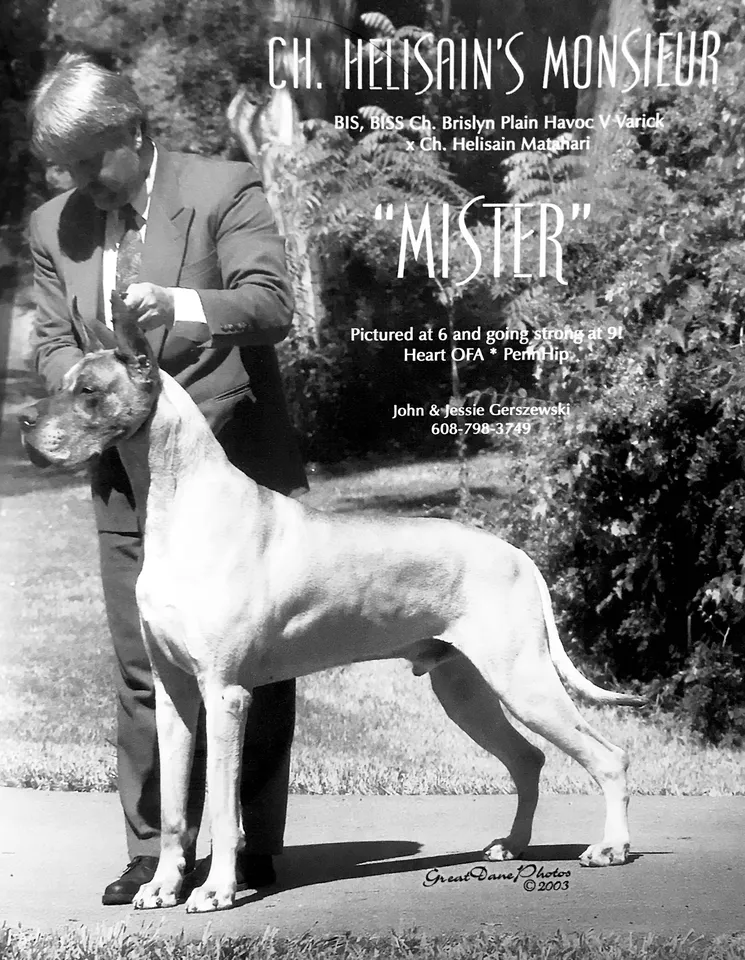 CH. HELISAIN'S MONSIEUR
BIS, BISS Ch. Brislyn Plain Havoc V Varick
x Ch. Helisain Matahari
"MISTER"
Pictured at 6 and going strong at 9!
Heart OFA * PennHip
John & Jessie Gerszewski
608-798-3749
GreatDanePhotos
©2003